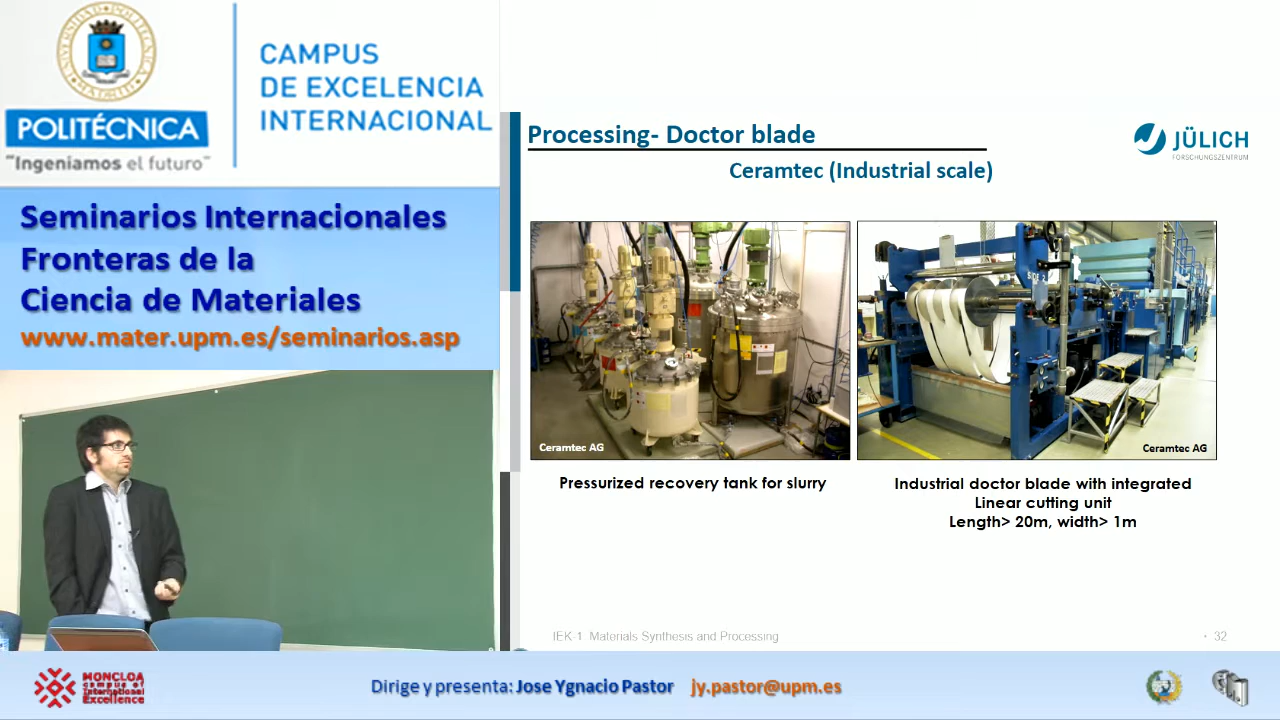 POLITÉCNICA
"Ingeniamos el futuro"
CAMPUS
DE EXCELENCIA
INTERNACIONAL
Seminarios Internacionales
Fronteras de la
Ciencia de Materiales
www.mater.upm.es/seminarios.asp
Processing- Doctor blade
Ceramtec (Industrial scale)
JÜLICH
FORSCHUNGSZENTRUM
SIDE 2
Ceramtec AG
Ceramtec AG
Pressurized recovery tank for slurry
Industrial doctor blade with integrated
Linear cutting unit
Length> 20m, width> 1m
IEK-1 Materials Synthesis and Processing
32
MONCLOA
campus of
International
Excellence
Dirige y presenta: Jose Ygnacio Pastor jy.pastor@upm.es